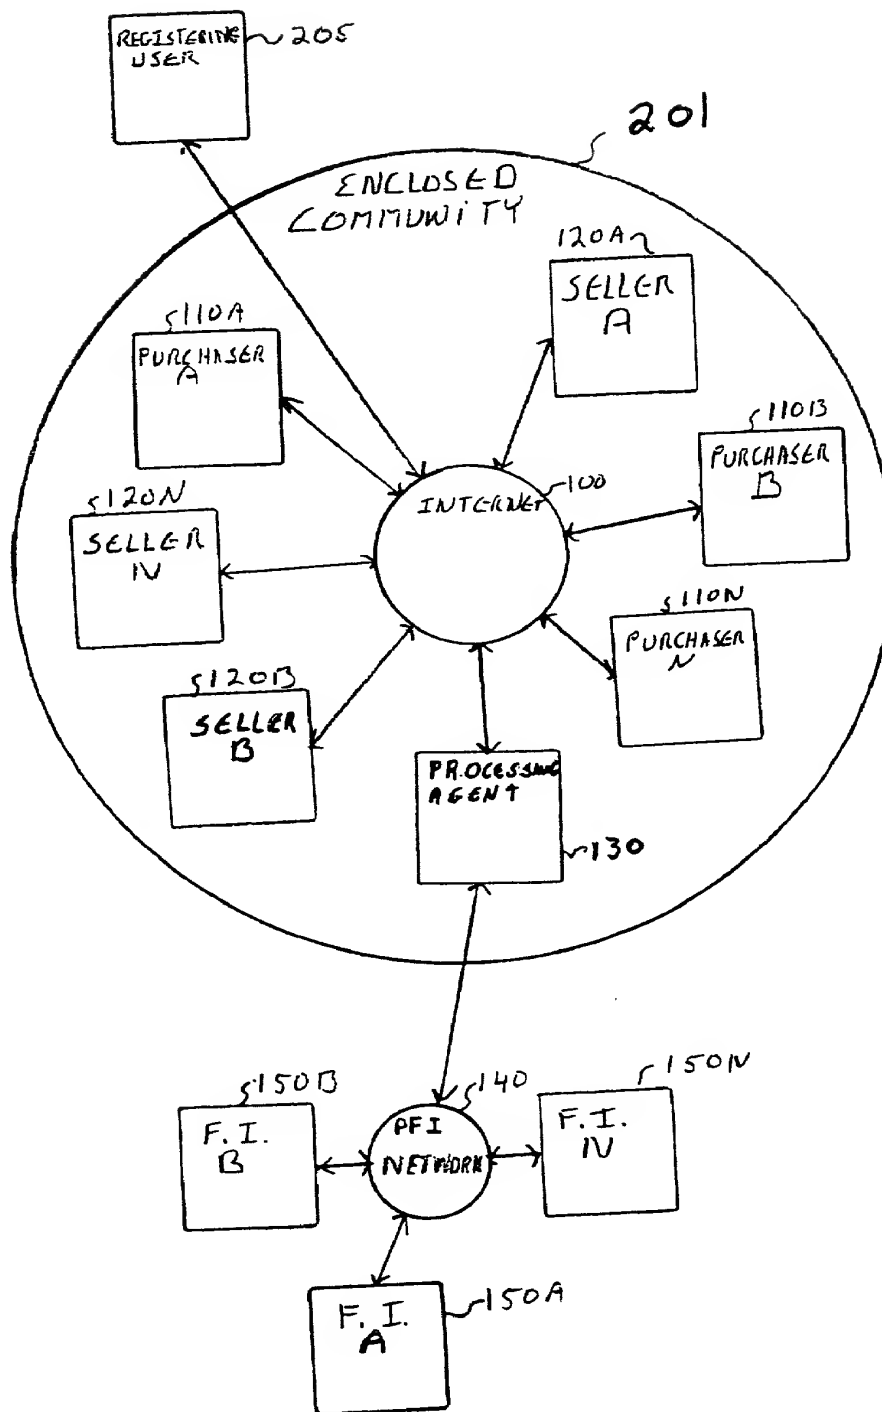 REGISTERING
USER
205
201
ENCLOSED
COMMUNITY
120A
SELLER
A
110A
PURCHASER
A
110B
PURCHASER
B
INTERNET
100
120N
SELLER
N
110N
PURCHASER
N
120B
SELLER
B
PROCESSING
AGENT
130
150B
F. I.
B
140
PFI
NETWORK
150N
F. I.
N
150A
F. I.
A